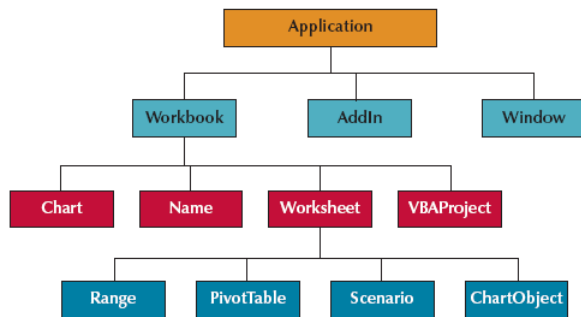 Application
Workbook
AddIn
Window
Chart
Name
Worksheet
VBAProject
Range
PivotTable
Scenario
ChartObject